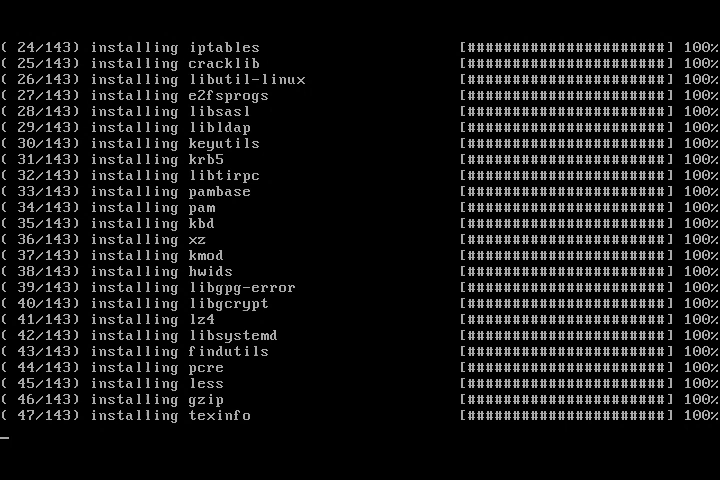 ( 24/143) installing iptables [######################] 100%
( 25/143) installing cracklib [######################] 100%
( 26/143) installing libutil-linux [######################] 100%
( 27/143) installing e2fsprogs [######################] 100%
( 28/143) installing libsasl [######################] 100%
( 29/143) installing libldap [######################] 100%
( 30/143) installing keyutils [######################] 100%
( 31/143) installing krb5 [######################] 100%
( 32/143) installing libtirpc [######################] 100%
( 33/143) installing pambase [######################] 100%
( 34/143) installing pam [######################] 100%
( 35/143) installing kbd [######################] 100%
( 36/143) installing xz [######################] 100%
( 37/143) installing kmod [######################] 100%
( 38/143) installing hwids [######################] 100%
( 39/143) installing libgpg-error [######################] 100%
( 40/143) installing libgcrypt [######################] 100%
( 41/143) installing lz4 [######################] 100%
( 42/143) installing libsystemd [######################] 100%
( 43/143) installing findutils [######################] 100%
( 44/143) installing pcre [######################] 100%
( 45/143) installing less [######################] 100%
( 46/143) installing gzip [######################] 100%
( 47/143) installing texinfo [######################] 100%